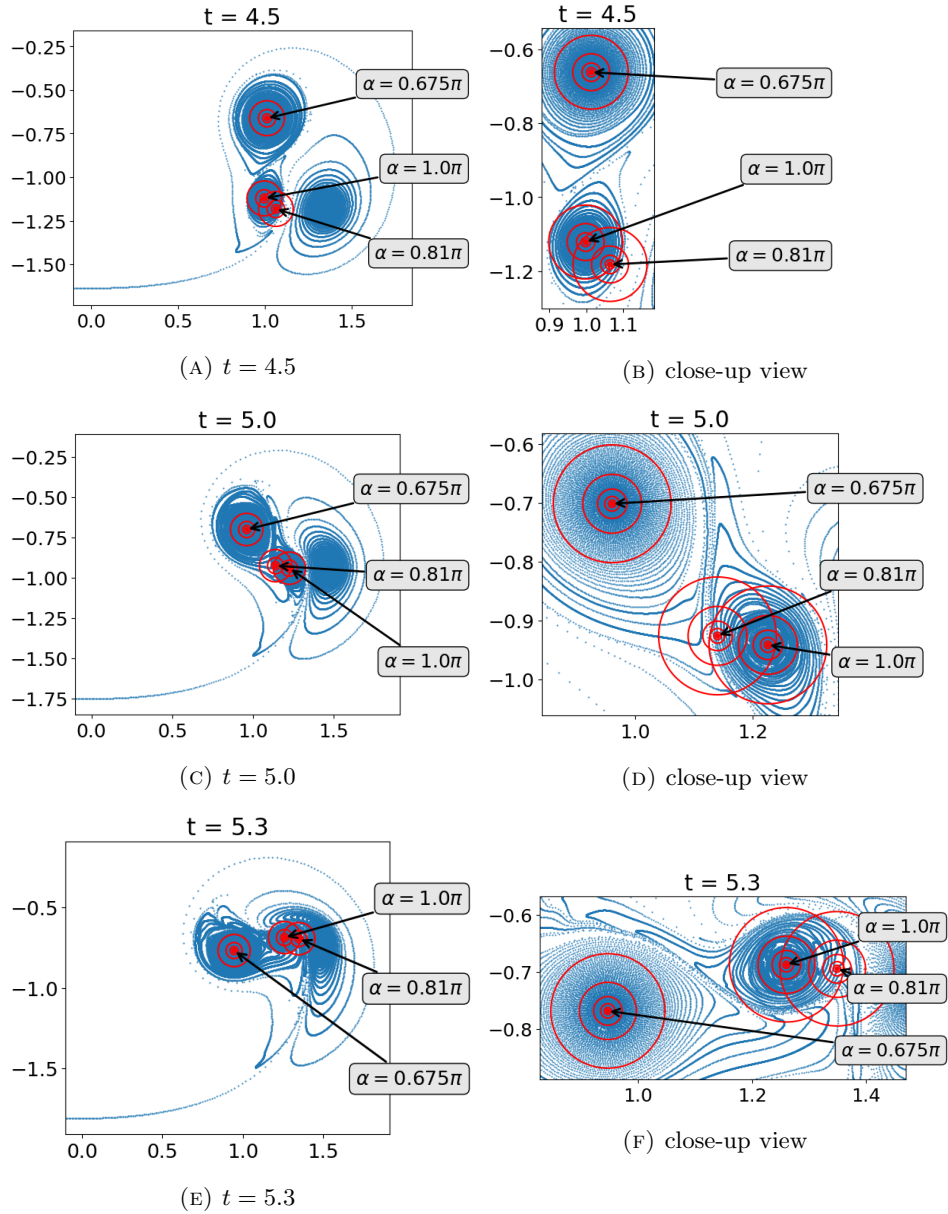 t = 4.5
−0.25
−0.50
−0.75
−1.00
−1.25
−1.50
0.0 0.5 1.0 1.5
α = 0.675π
α = 1.0π
α = 0.81π
(A) t = 4.5
t = 4.5
−0.6
−0.8
−1.0
−1.2
0.9 1.0 1.1
α = 0.675π
α = 1.0π
α = 0.81π
(B) close-up view
t = 5.0
−0.25
−0.50
−0.75
−1.00
−1.25
−1.50
−1.75
0.0 0.5 1.0 1.5
α = 0.675π
α = 0.81π
α = 1.0π
(C) t = 5.0
t = 5.0
−0.6
−0.7
−0.8
−0.9
−1.0
1.0 1.2
α = 0.675π
α = 0.81π
α = 1.0π
(D) close-up view
t = 5.3
−0.5
−1.0
−1.5
0.0 0.5 1.0 1.5
α = 1.0π
α = 0.81π
α = 0.675π
(E) t = 5.3
t = 5.3
−0.6
−0.7
−0.8
1.0 1.2 1.4
α = 1.0π
α = 0.81π
α = 0.675π
(F) close-up view